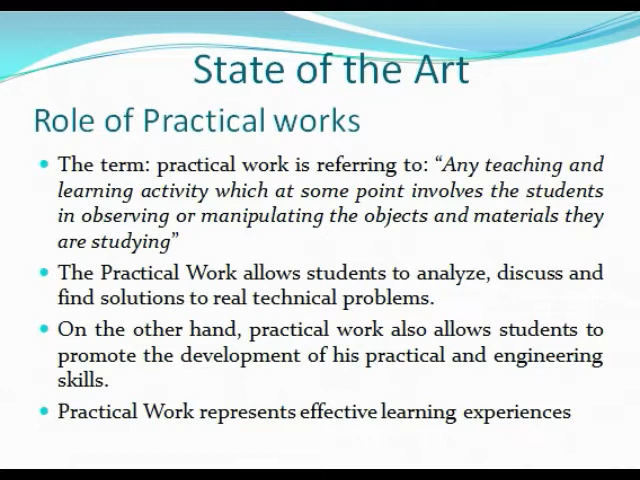 State of the Art
Role of Practical works
The term: practical work is referring to: “Any teaching and
learning activity which at some point involves the students
in observing or manipulating the objects and materials they
are studying”
The Practical Work allows students to analyze, discuss and
find solutions to real technical problems.
On the other hand, practical work also allows students to
promote the development of his practical and engineering
skills.
Practical Work represents effective learning experiences